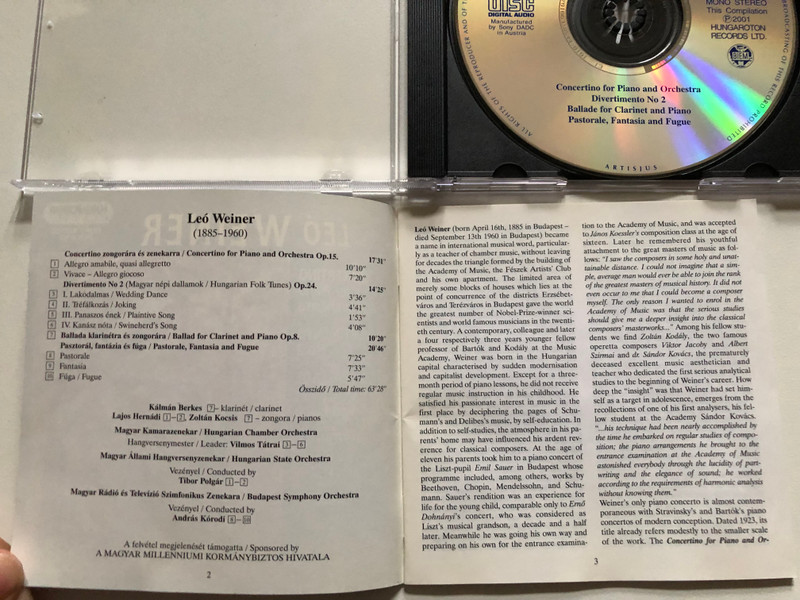 DISC
DIGITAL AUDIO
Manufactured
by Sony DADC
in Austria
MONO STEREO
This Compilation
Ⓟ 2001
HUNGAROTON
RECORDS LTD.
BIEM
Concertino for Piano and Orchestra
Divertimento No 2
Ballade for Clarinet and Piano
Pastorale, Fantasia and Fugue
ARTISJUS
Leó Weiner
(1885–1960)
Concertino zongorára és zenekarra / Concertino for Piano and Orchestra Op.15. 17'31"
1 Allegro amabile, quasi allegretto 10'10"
2 Vivace – Allegro giocoso 7'20"
Divertimento No 2 (Magyar népi dallamok / Hungarian Folk Tunes) Op.24. 14'28"
3 I. Lakodalmas / Wedding Dance 3'36"
4 II. Tréfálkozás / Joking 4'41"
5 III. Panaszos ének / Plaintive Song 1'53"
6 IV. Kanász nóta / Swineherd's Song 4'08"
7 Ballada klarinétra és zongorára / Ballad for Clarinet and Piano Op.8. 10'20"
Pasztorál, fantázia és fúga / Pastorale, Fantasia and Fugue 20'46"
8 Pastorale 7'25"
9 Fantasia 7'33"
10 Fúga / Fugue 5'47"
Összidő / Total time: 63'28"
Kálmán Berkes 7 – klarinét / clarinet
Lajos Hernádi 1–2, Zoltán Kocsis 7 – zongora / pianos
Magyar Kamarazenekar / Hungarian Chamber Orchestra
Hangversenymester / Leader: Vilmos Tátrai 3–6
Magyar Állami Hangversenyzenekar / Hungarian State Orchestra
Vezényel / Conducted by
Tibor Polgár 1–2
Magyar Rádió és Televízió Szimfonikus Zenekara / Budapest Symphony Orchestra
Vezényel / Conducted by
András Kórodi 8–10
A felvétel megjelenését támogatta / Sponsored by
A MAGYAR MILLENNIUMI KORMÁNYBIZTOS HIVATALA
2
Leó Weiner (born April 16th, 1885 in Budapest –
died September 13th 1960 in Budapest) became
a name in international musical word, particular-
ly as a teacher of chamber music, without leaving
for decades the triangle formed by the building of
the Academy of Music, the Fészek Artists' Club
and his own apartment. The limited area of
merely some blocks of houses which lies at the
point of concurrence of the districts Erzsébet-
város and Terézváros in Budapest gave the world
the greatest number of Nobel-Prize-winner sci-
entists and world famous musicians in the twenti-
eth century. A contemporary, colleague and later
a four respectively three years younger fellow
professor of Bartók and Kodály at the Music
Academy, Weiner was born in the Hungarian
capital characterised by sudden modernisation
and capitalist development. Except for a three-
month period of piano lessons, he did not receive
regular music instruction in his childhood. He
satisfied his passionate interest in music in the
first place by deciphering the pages of Schu-
mann's and Delibes's music, by self-education. In
addition to self-studies, the atmosphere in his pa-
rents' home may have influenced his ardent rev-
erence for classical composers. At the age of
eleven his parents took him to a piano concert of
the Liszt-pupil Emil Sauer in Budapest whose
programme included, among others, works by
Beethoven, Chopin, Mendelssohn, and Schu-
mann. Sauer's rendition was an experience for
life for the young child, comparable only to Ernő
Dohnányi's concert, who was considered as
Liszt's musical grandson, a decade and a half
later. Meanwhile he was going his own way and
preparing on his own for the entrance examina-
tion to the Academy of Music, and was accepted
to János Koessler's composition class at the age of
sixteen. Later he remembered his youthful
attachment to the great masters of music as fol-
lows: "I saw the composers in some holy and unat-
tainable distance. I could not imagine that a sim-
ple, average man would ever be able to join the rank
of the greatest masters of musical history. It did not
even occur to me that I could become a composer
myself. The only reason I wanted to enrol in the
Academy of Music was that the serious studies
should give me a deeper insight into the classical
composers' masterworks..." Among his fellow stu-
dents we find Zoltán Kodály, the two famous
operetta composers Viktor Jacoby and Albert
Szirmai and dr. Sándor Kovács, the prematurely
deceased excellent music aesthetician and
teacher who dedicated the first serious analytical
studies to the beginning of Weiner's career. How
deep the "insight" was that Weiner had set him-
self as a target in adolescence, emerges from the
recollections of one of his first analysers, his fel-
low student at the Academy Sándor Kovács.
"...his technique had been nearly accomplished by
the time he embarked on regular studies of compo-
sition; the piano arrangements he brought to the
entrance examination at the Academy of Music
astonished everybody through the lucidity of part-
writing and the elegance of sound; he worked
according to the requirements of harmonic analysis
without knowing them."
Weiner's only piano concerto is almost contem-
poraneous with Stravinsky's and Bartók's piano
concertos of modern conception. Dated 1923, its
title already refers modestly to the smaller scale
of the work. The Concertino for Piano and Or-
3